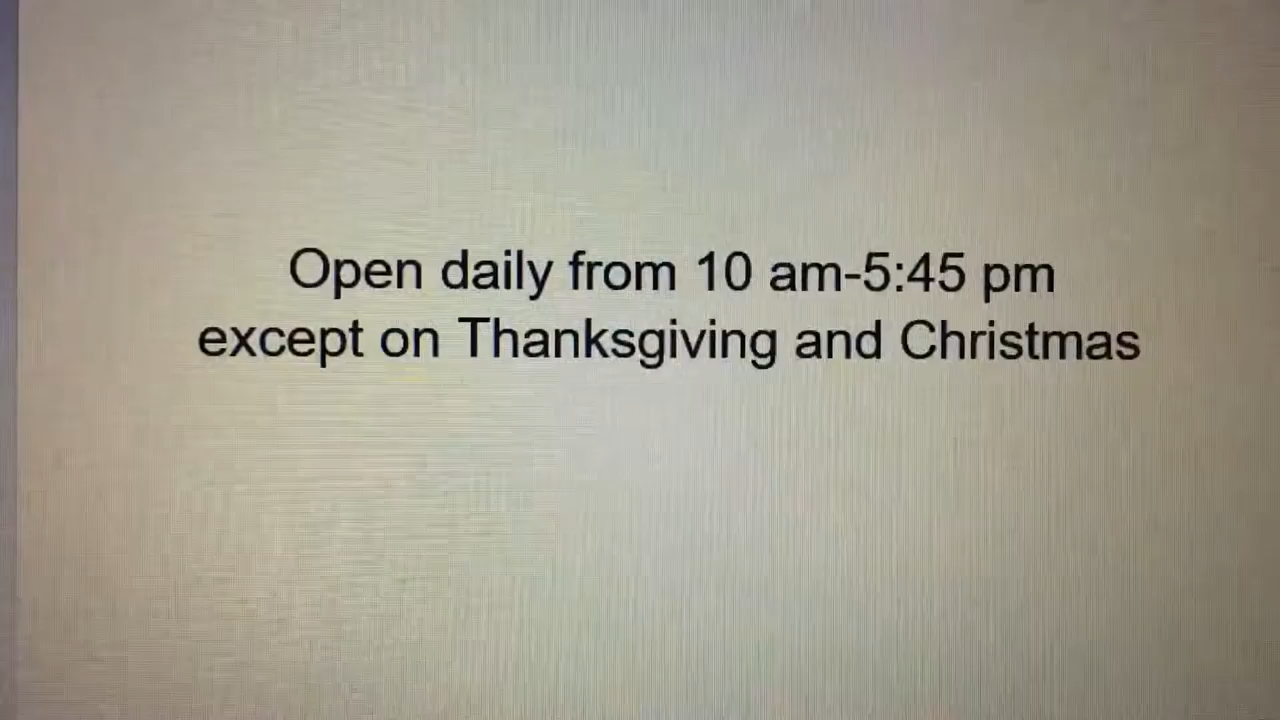 Open daily from 10 am-5:45 pm
except on Thanksgiving and Christmas